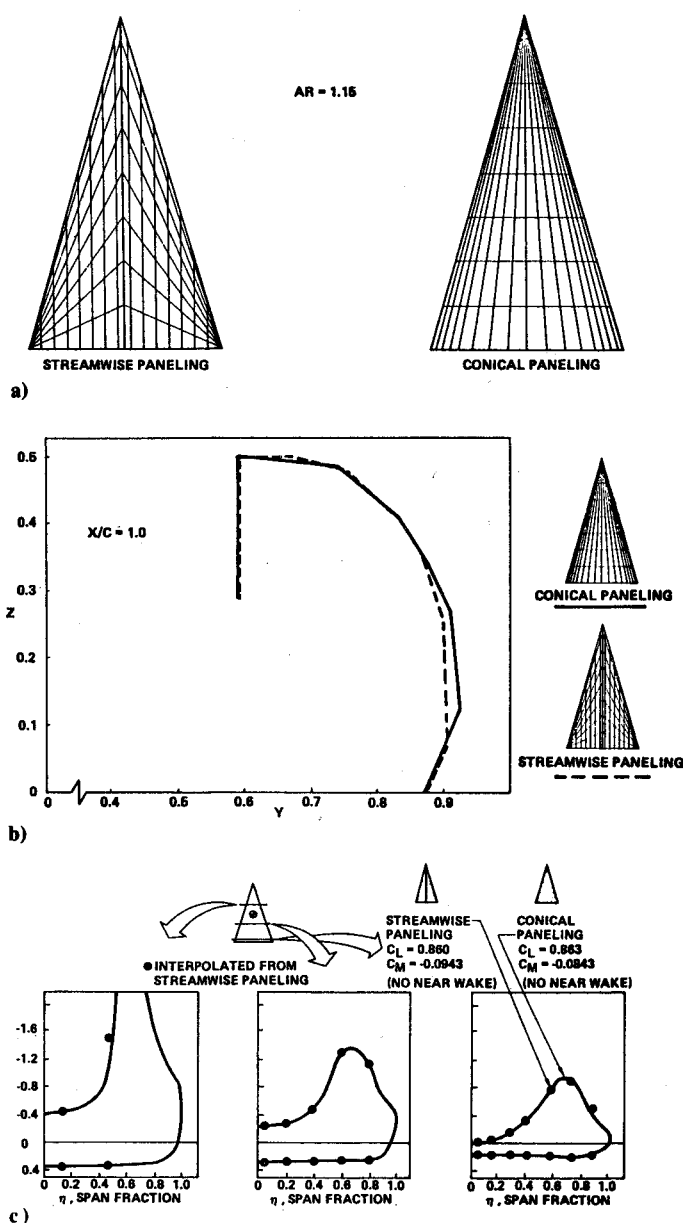 AR = 1.15
STREAMWISE PANELING
CONICAL PANELING
a)
0.5
0.4
0.3
0.2
0.1
0
Z
X/C = 1.0
0
0.4
0.5
0.6
0.7
0.8
0.9
Y
CONICAL PANELING
STREAMWISE PANELING
b)
● INTERPOLATED FROM
STREAMWISE PANELING
STREAMWISE
PANELING
CL = 0.860
CM = -0.0943
(NO NEAR WAKE)
CONICAL
PANELING
CL = 0.863
CM = -0.0843
(NO NEAR WAKE)
-1.6
-1.2
-0.8
-0.4
0
0.4
0 0.2 0.4 0.6 0.8 1.0
η , SPAN FRACTION
0 0.2 0.4 0.6 0.8 1.0
η , SPAN FRACTION
0 0.2 0.4 0.6 0.8 1.0
η , SPAN FRACTION
c)